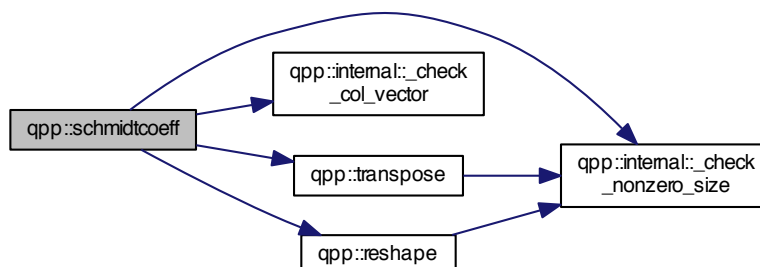 qpp::schmidtcoeff
qpp::internal::_check
_col_vector
qpp::transpose
qpp::reshape
qpp::internal::_check
_nonzero_size